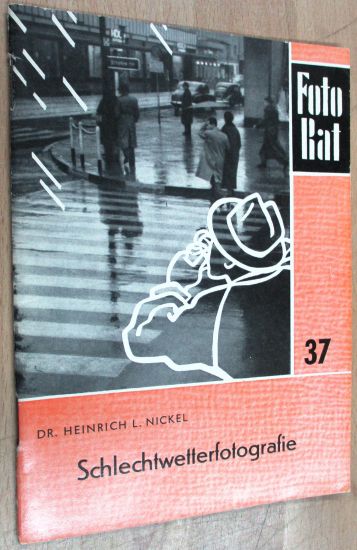 Foto
Rat
37
DR. HEINRICH L. NICKEL
Schlechtwetterfotografie